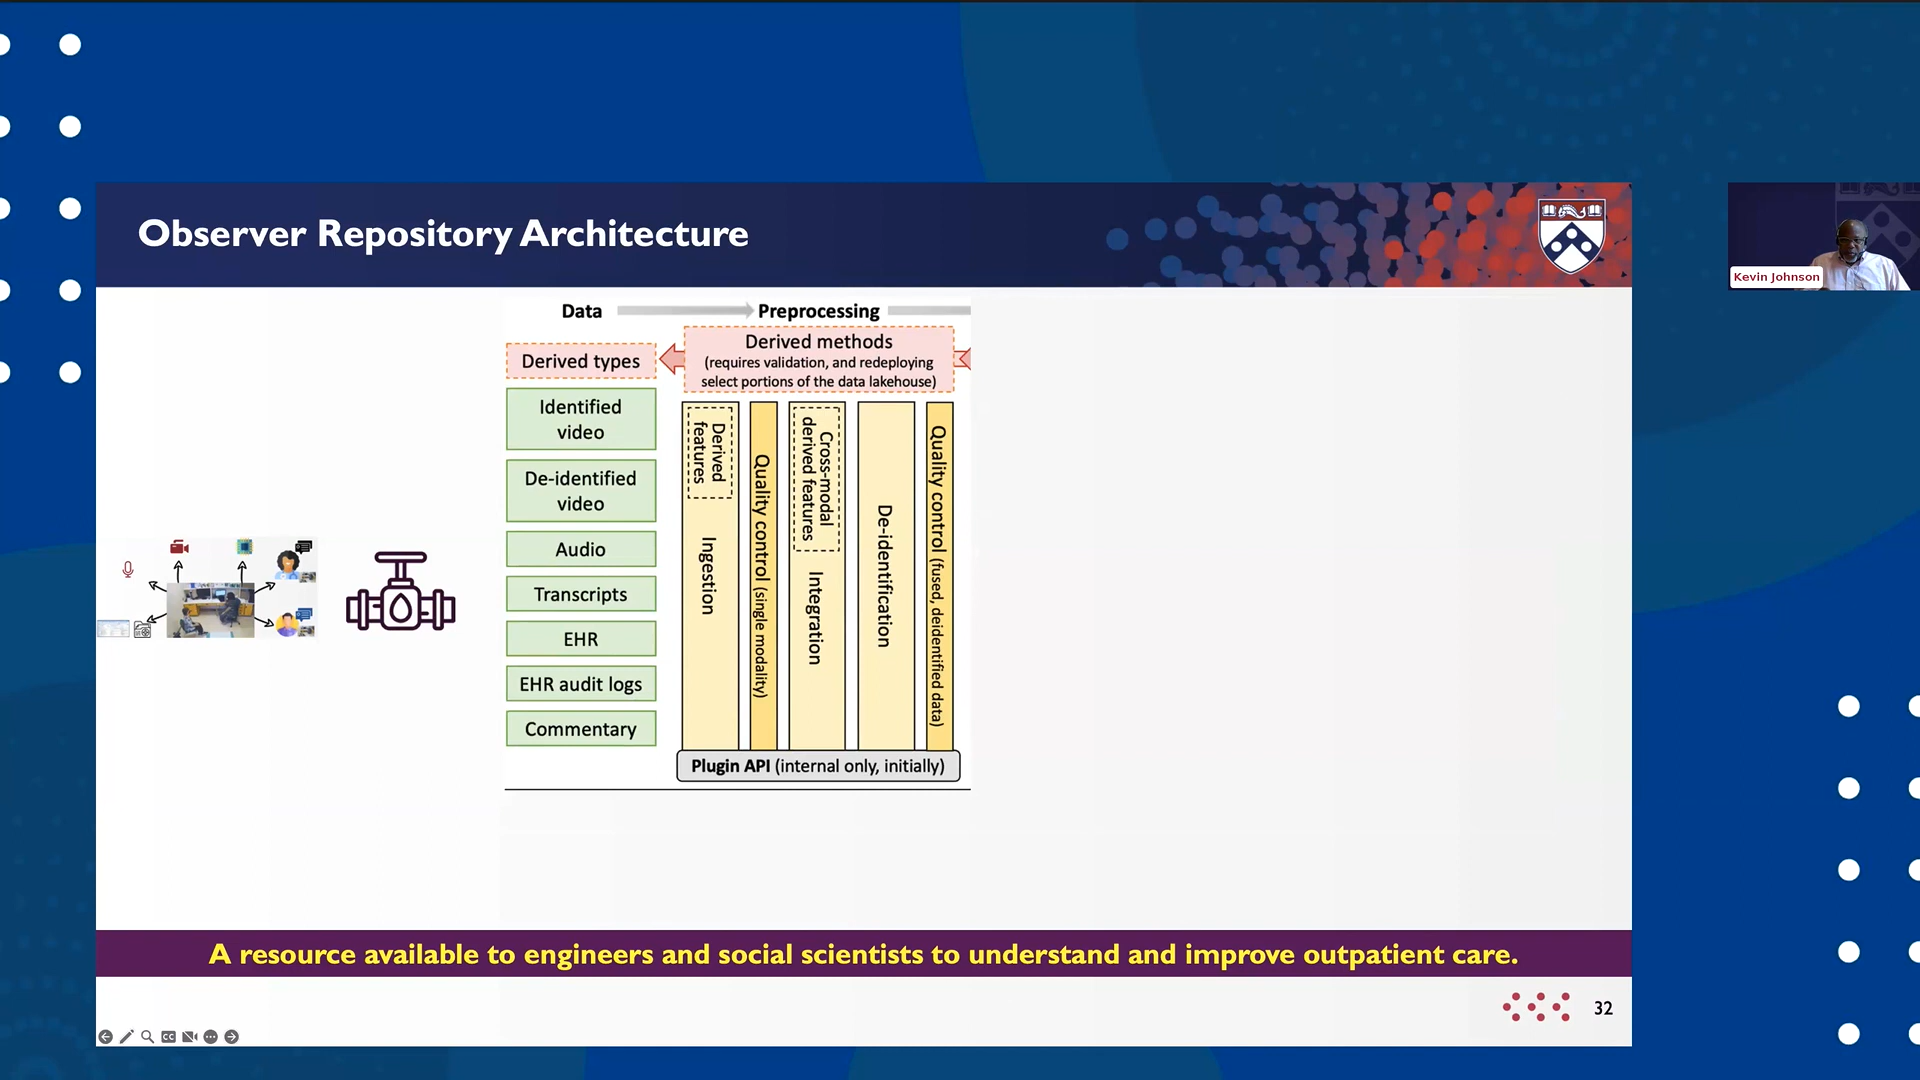 Observer Repository Architecture
Kevin Johnson
Data
Preprocessing
Derived types
Derived methods
(requires validation, and redeploying
select portions of the data lakehouse)
Identified
video
De-identified
video
Audio
Transcripts
EHR
EHR audit logs
Commentary
Derived
features
Ingestion
Quality control (single modality)
Cross-modal
derived features
Integration
De-identification
Quality control (fused, deidentified data)
Plugin API (internal only, initially)
A resource available to engineers and social scientists to understand and improve outpatient care.
32
CC